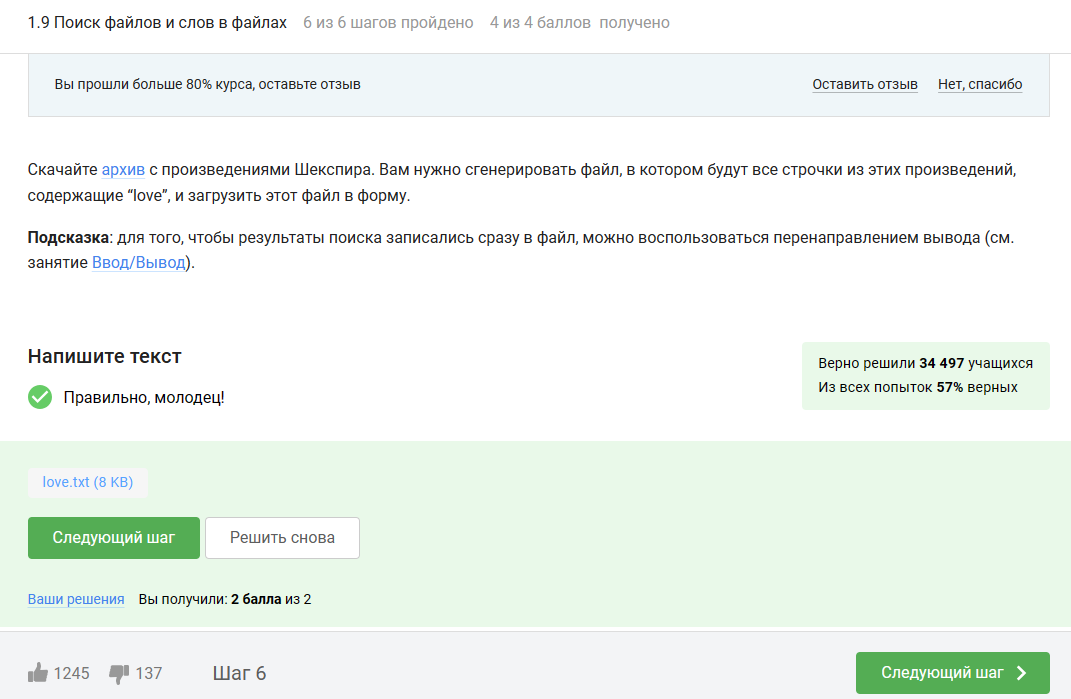 1.9 Поиск файлов и слов в файлах 6 из 6 шагов пройдено 4 из 4 баллов получено
Вы прошли больше 80% курса, оставьте отзыв Оставить отзыв Нет, спасибо
Скачайте архив с произведениями Шекспира. Вам нужно сгенерировать файл, в котором будут все строчки из этих произведений,
содержащие “love”, и загрузить этот файл в форму.
Подсказка: для того, чтобы результаты поиска записались сразу в файл, можно воспользоваться перенаправлением вывода (см.
занятие Ввод/Вывод).
Напишите текст
Верно решили 34 497 учащихся
Из всех попыток 57% верных
Правильно, молодец!
love.txt (8 KB)
Следующий шаг Решить снова
Ваши решения Вы получили: 2 балла из 2
1245 137 Шаг 6 Следующий шаг